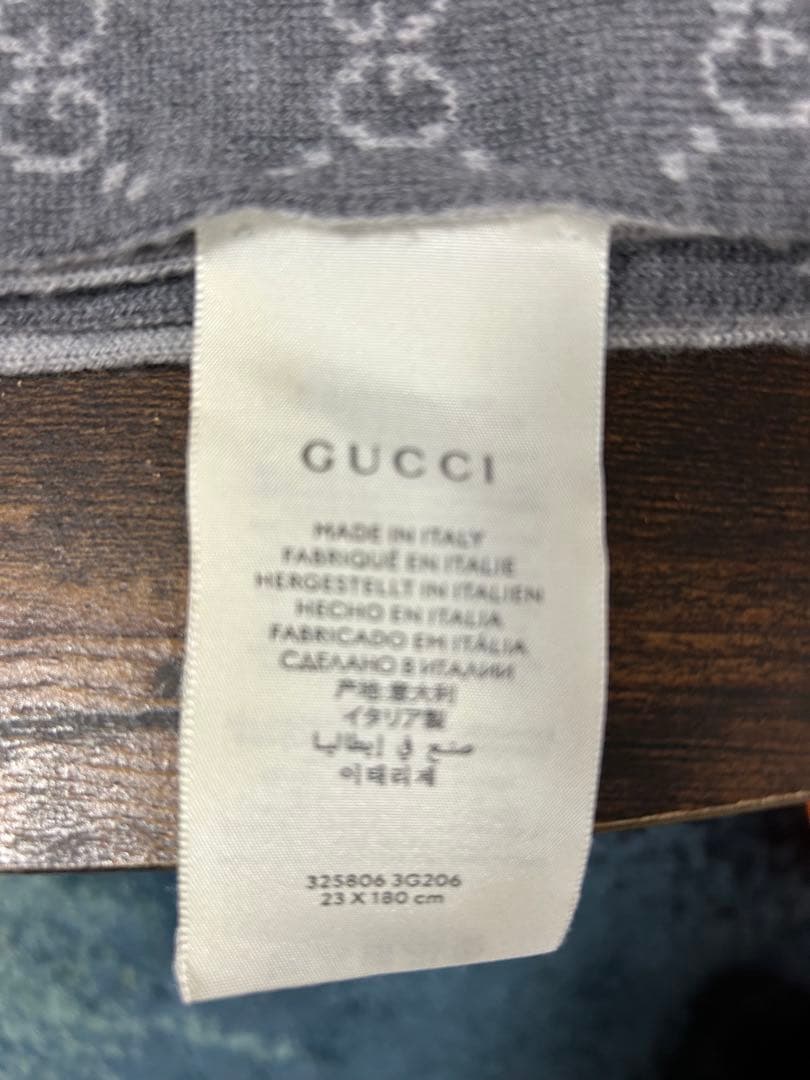 GUCCI
MADE IN ITALY
FABRIQUÉ EN ITALIE
HERGESTELLT IN ITALIEN
HECHO EN ITALIA
FABRICADO EM ITÁLIA
СДЕЛАНО В ИТАЛИИ
产地:意大利
イタリア製
صنع في إيطاليا
이태리제
325806 3G206
23 X 180 cm